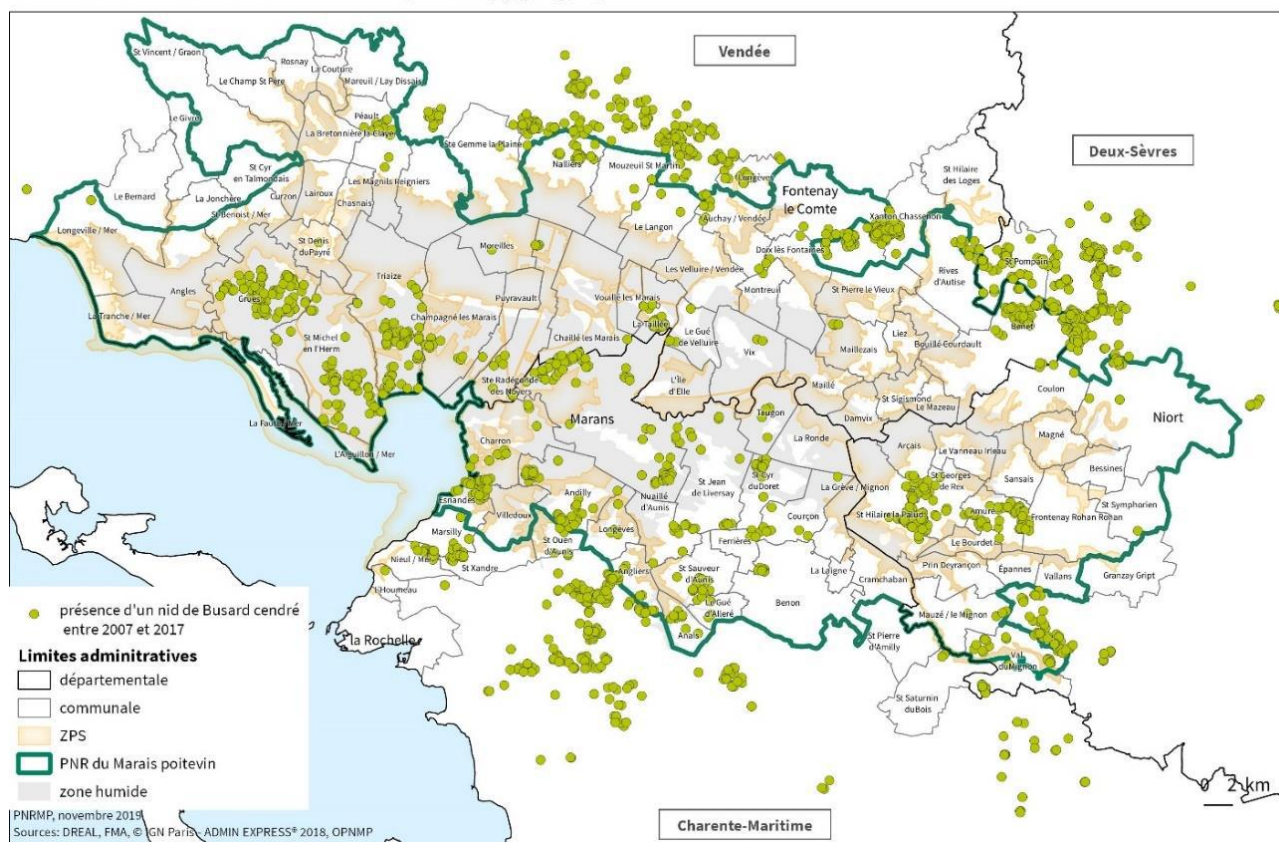 Vendée
St Vincent / Graon
Rosnay
La Couture
Le Champ St Père
Mareuil / Lay Dissais
Péault
Le Givre
La Bretonnière la Claye
Ste Gemme la Plaine
Nalliers
Mouzeuil St Martin
Longèves
St Hilaire
des Loges
Deux-Sèvres
St Cyr
en Talmondais
Les Magnils Reigniers
Fontenay
le Comte
Le Bernard
La Jonchère
Curzon
Lairoux
Chasnais
Auchay / Vendée
Xanton Chassenon
St Benoist / Mer
Le Langon
Longeville / Mer
St Denis
du Payré
Moreilles
Doix lès Fontaines
St Pompain
Triaize
Les Velluire / Vendée
Rives
d'Autise
Angles
Grues
Puyravault
Vouillé les Marais
Montreuil
St Pierre le Vieux
La Tranche / Mer
Champagné les Marais
La Taillée
Benet
St Michel
en l'Herm
Chaillé les Marais
Le Gué
de Velluire
Vix
Liez
Bouillé Courdault
Maillezais
Ste Radégonde
des Noyers
L'Île
d'Elle
Maillé
St Sigismond
Le Mazeau
Coulon
La Faute / Mer
Marans
Taugon
Damvix
Niort
Magné
L'Aiguillon / Mer
Charron
La Ronde
Arçais
Le Vanneau Irleau
Bessines
Esnandes
Andilly
Nuaillé
d'Aunis
St Jean
de Liversay
St Cyr
du Doret
La Grève / Mignon
St Georges
de Rex
Sansais
St Symphorien
Villedoux
St Hilaire la Palud
Amuré
Frontenay Rohan Rohan
Marsilly
Longèves
Courçon
St Ouen
d'Aunis
Ferrières
Le Bourdet
Nieul / Mer
St Xandre
Angliers
St Sauveur
d'Aunis
La Laigne
Cramchaban
Prin Deyrançon
Épannes
Vallans
Granzay Gript
L'Houmeau
Le Gué
d'Alleré
Benon
Mauzé / le Mignon
la Rochelle
Anais
St Pierre
d'Amilly
Val
du Mignon
St Saturnin
du Bois
présence d'un nid de Busard cendré
entre 2007 et 2017
Limites adminitratives
départementale
communale
ZPS
PNR du Marais poitevin
zone humide
0 2 km
PNRMP, novembre 2019
Sources: DREAL, FMA, © IGN Paris - ADMIN EXPRESS® 2018, OPNMP
Charente-Maritime